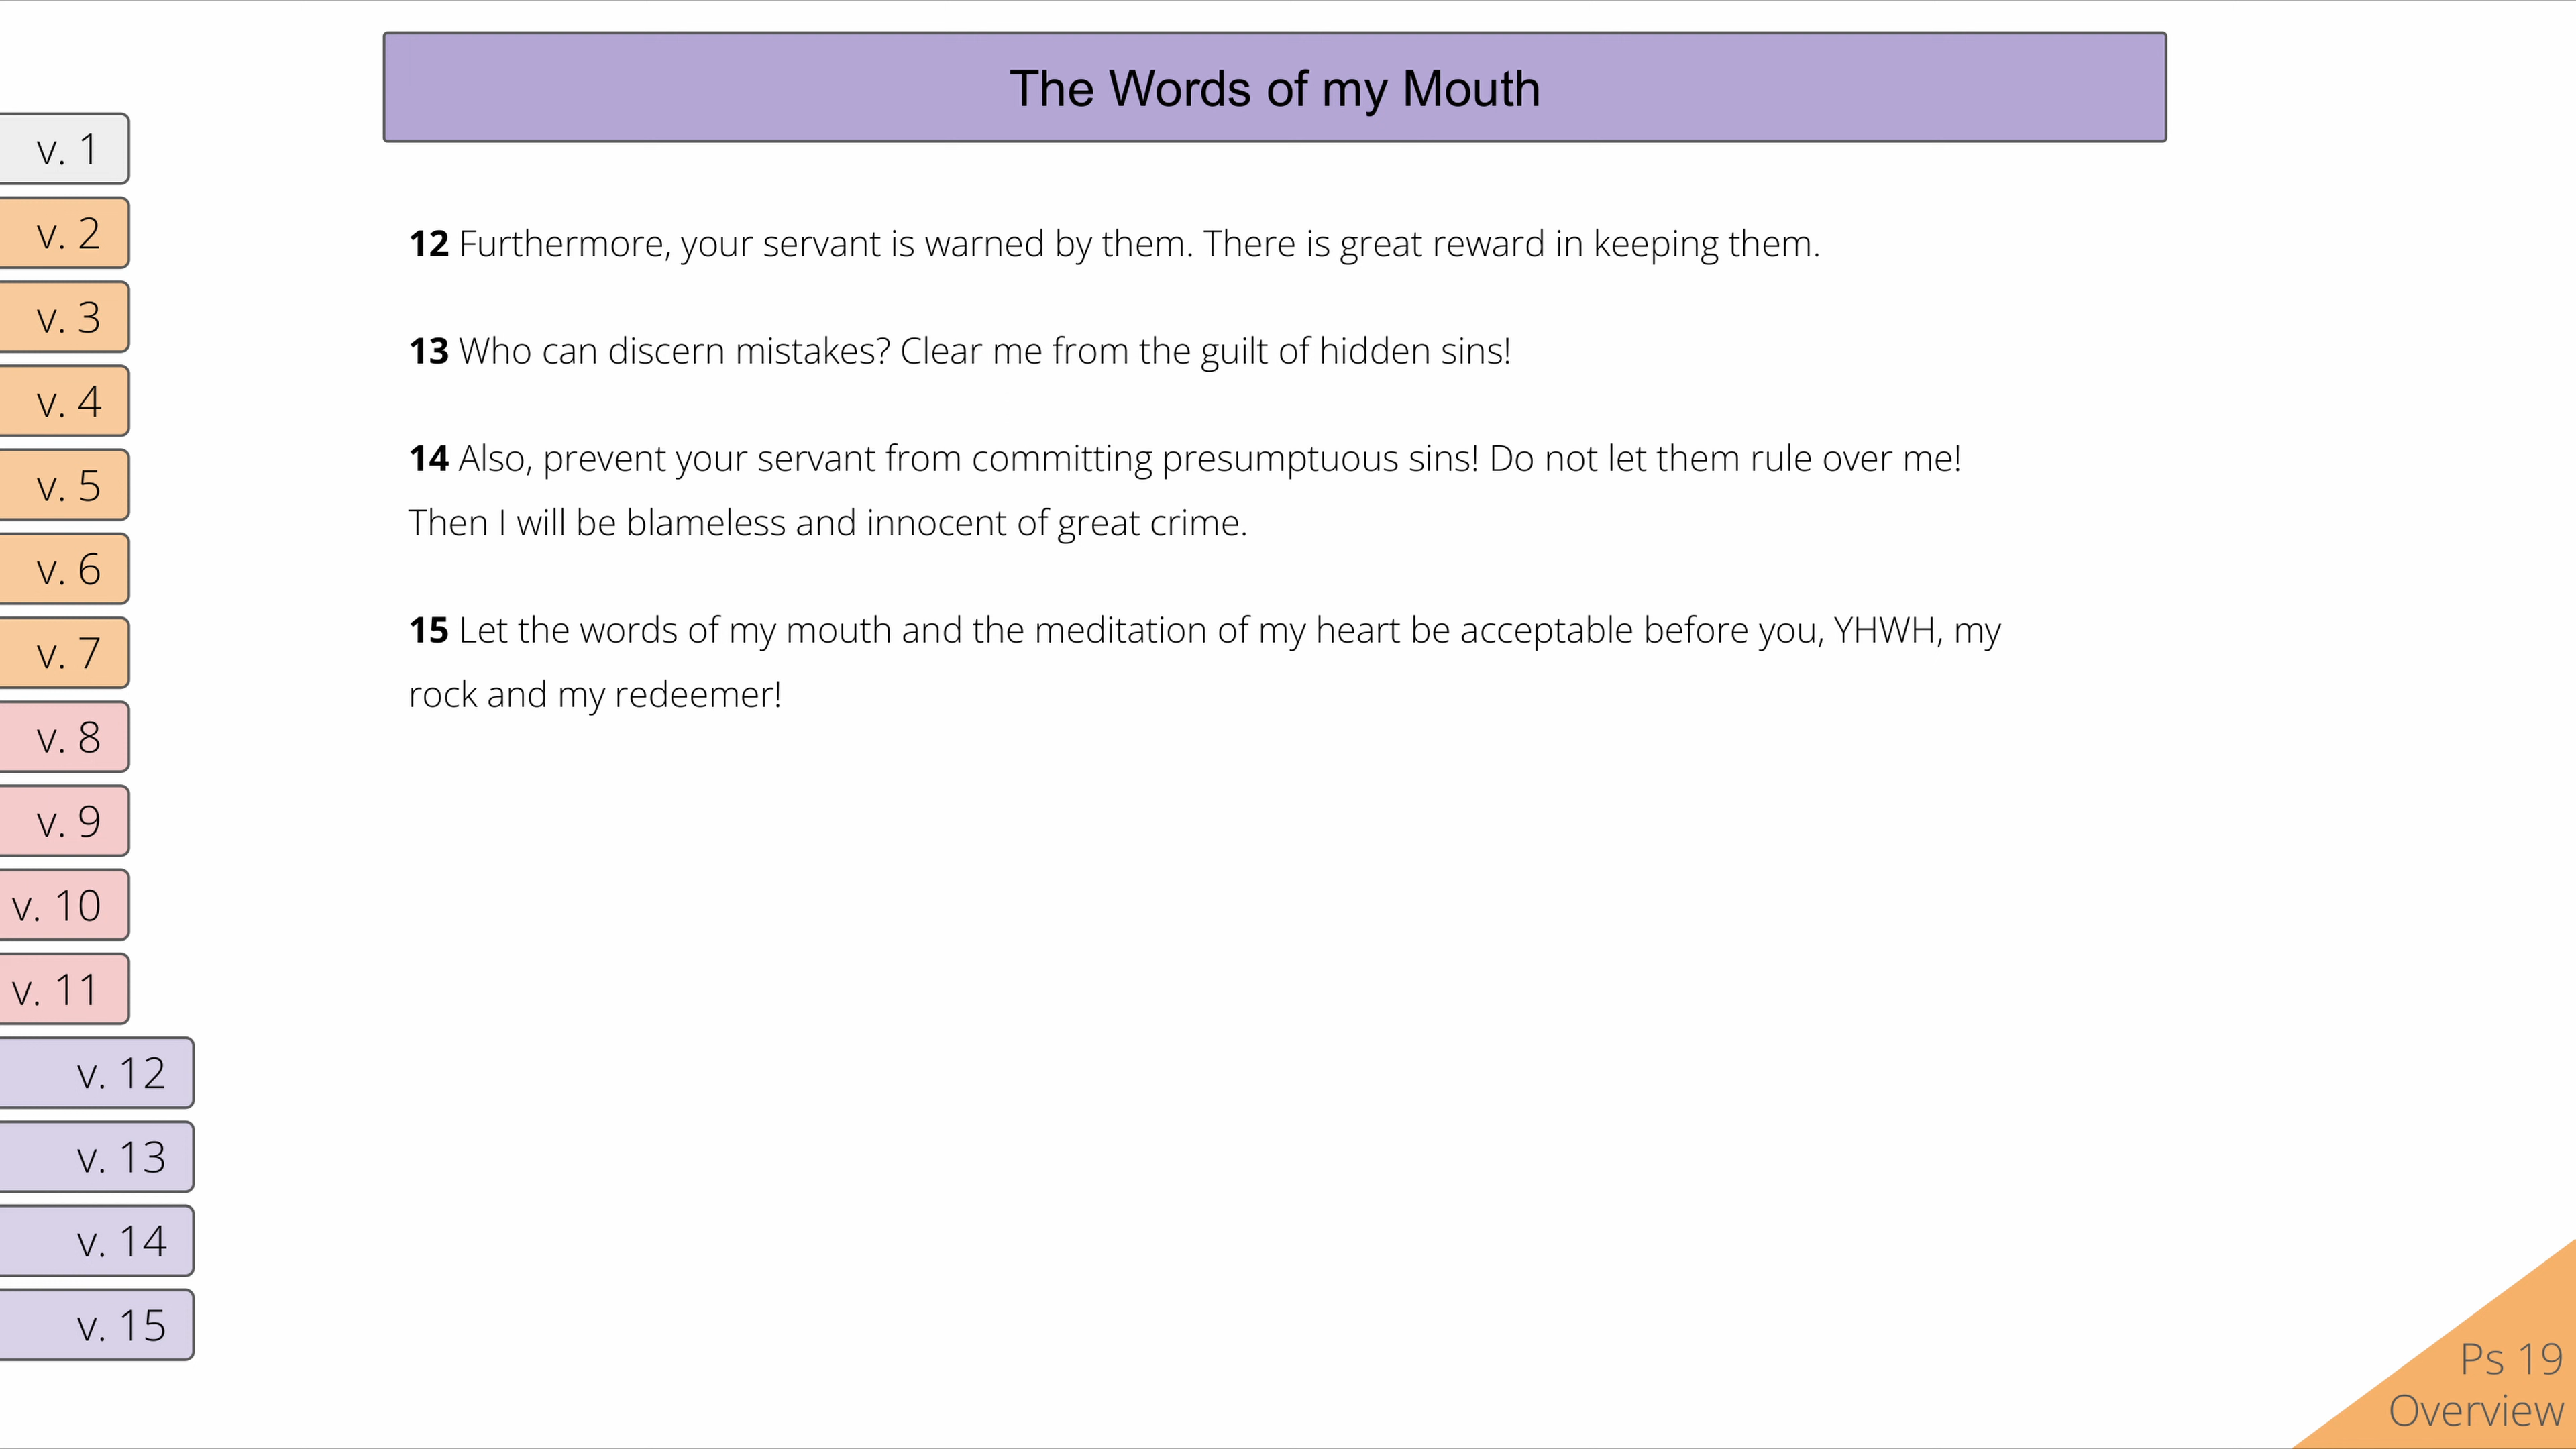 The Words of my Mouth
v. 1
v. 2
v. 3
v. 4
v. 5
v. 6
v. 7
v. 8
v. 9
v. 10
v. 11
v. 12
v. 13
v. 14
v. 15
12 Furthermore, your servant is warned by them. There is great reward in keeping them.
13 Who can discern mistakes? Clear me from the guilt of hidden sins!
14 Also, prevent your servant from committing presumptuous sins! Do not let them rule over me!
Then I will be blameless and innocent of great crime.
15 Let the words of my mouth and the meditation of my heart be acceptable before you, YHWH, my
rock and my redeemer!
Ps 19
Overview